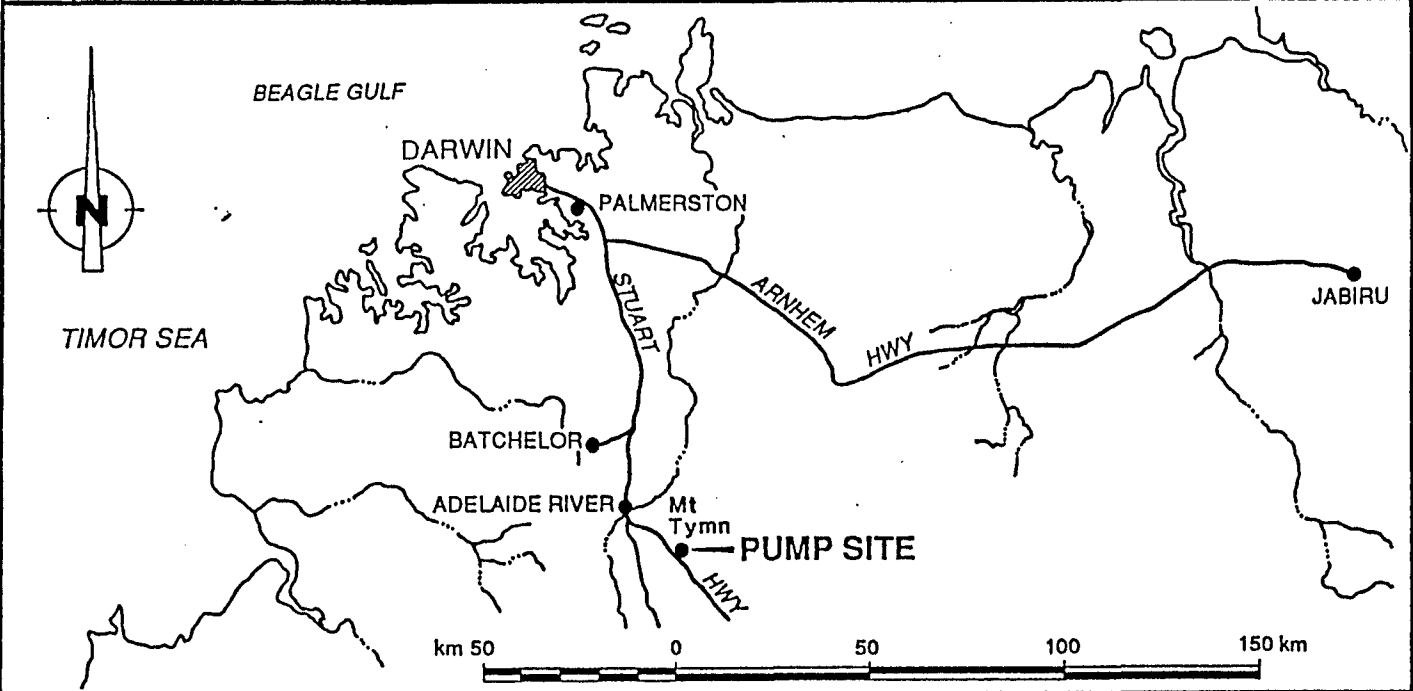 BEAGLE GULF
DARWIN
N
PALMERSTON
STUART
ARNHEM
HWY
JABIRU
TIMOR SEA
BATCHELOR
ADELAIDE RIVER
Mt
Tymn
PUMP SITE
HWY
km 50 0 50 100 150 km